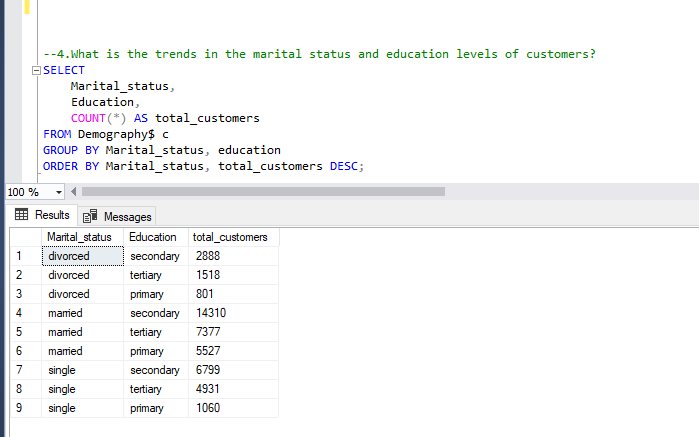 --4.What is the trends in the marital status and education levels of customers?
SELECT
Marital_status,
Education,
COUNT(*) AS total_customers
FROM Demography$ c
GROUP BY Marital_status, education
ORDER BY Marital_status, total_customers DESC;
100 %
Results Messages
Marital_status Education total_customers
1 divorced secondary 2888
2 divorced tertiary 1518
3 divorced primary 801
4 married secondary 14310
5 married tertiary 7377
6 married primary 5527
7 single secondary 6799
8 single tertiary 4931
9 single primary 1060